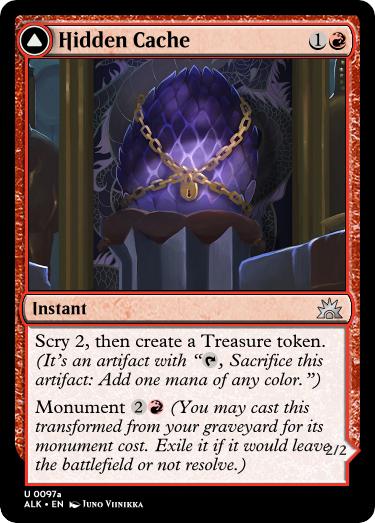 Hidden Cache 1
Instant
Scry 2, then create a Treasure token.
(It's an artifact with “, Sacrifice this
artifact: Add one mana of any color.”)
Monument 2 (You may cast this
transformed from your graveyard for its
monument cost. Exile it if it would leave
the battlefield or not resolve.)
2/2
U 0097a
ALK • EN Juno Viinikka